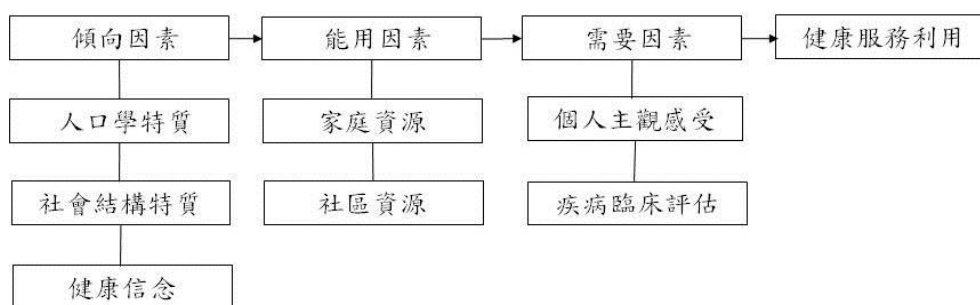 傾向因素
能用因素
需要因素
健康服務利用
人口學特質
家庭資源
個人主觀感受
社會結構特質
社區資源
疾病臨床評估
健康信念